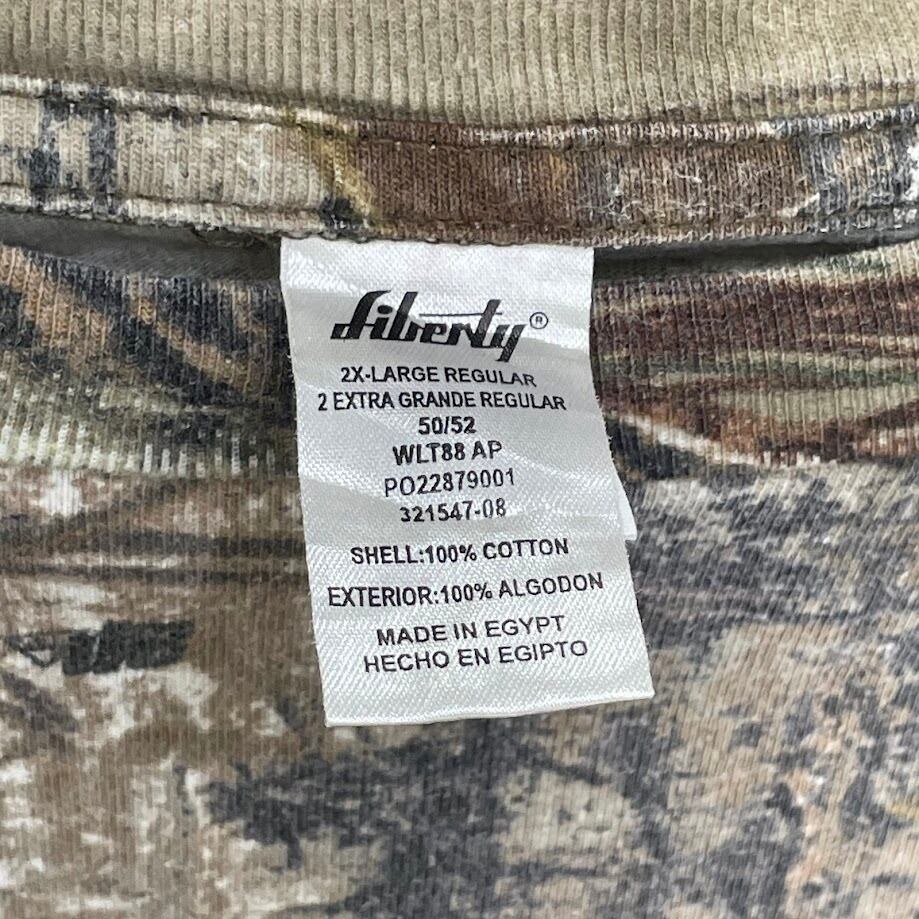 Liberty®
2X-LARGE REGULAR
2 EXTRA GRANDE REGULAR
50/52
WLT88 AP
PO22879001
321547-08
SHELL:100% COTTON
EXTERIOR:100% ALGODON
MADE IN EGYPT
HECHO EN EGIPTO